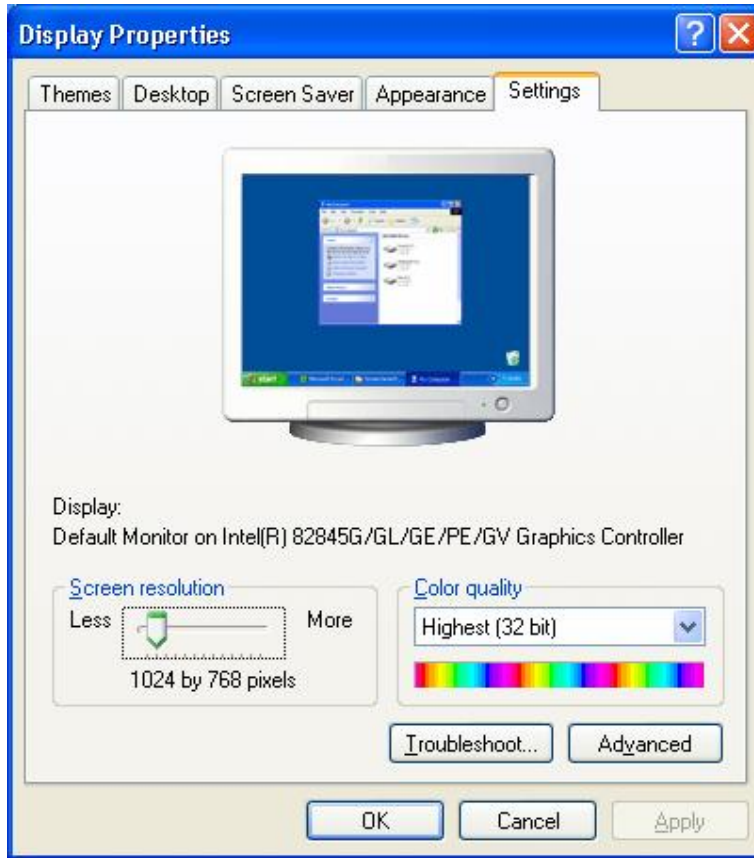 Display Properties
Themes Desktop Screen Saver Appearance Settings
start
Display:
Default Monitor on Intel(R) 82845G/GL/GE/PE/GV Graphics Controller
Screen resolution
Less More
1024 by 768 pixels
Color quality
Highest (32 bit)
Troubleshoot... Advanced
OK Cancel Apply